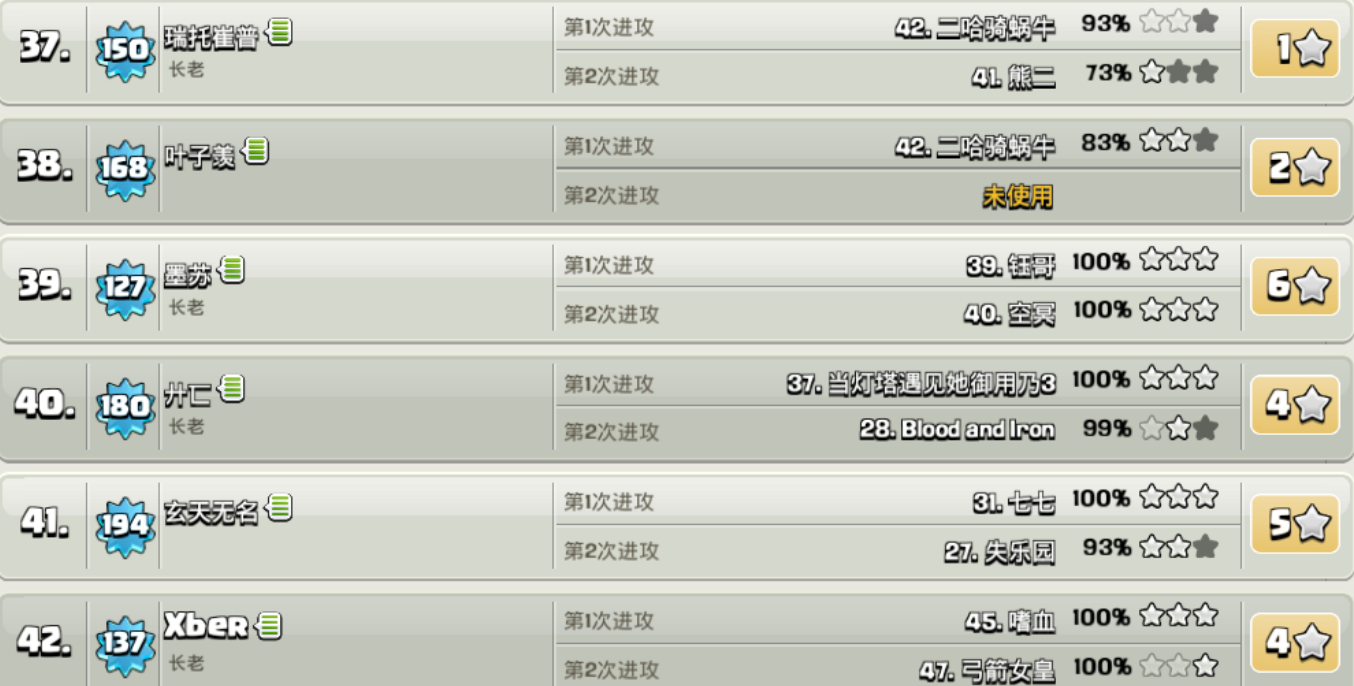 37. 150 瑞托崔普 长老 第1次进攻 42. 二哈骑蜗牛 93% 1
第2次进攻 41. 熊二 73%
38. 168 叶子羡 第1次进攻 42. 二哈骑蜗牛 83% 2
第2次进攻 未使用
39. 127 墨苏 长老 第1次进攻 39. 钰哥 100% 6
第2次进攻 40. 空冥 100%
40. 180 廾匸 长老 第1次进攻 37. 当灯塔遇见她御用乃3 100% 4
第2次进攻 28. Blood and Iron 99%
41. 194 玄天无名 第1次进攻 31. 七七 100% 5
第2次进攻 27. 失乐园 93%
42. 137 Xber 长老 第1次进攻 45. 嗜血 100% 4
第2次进攻 47. 弓箭女皇 100%